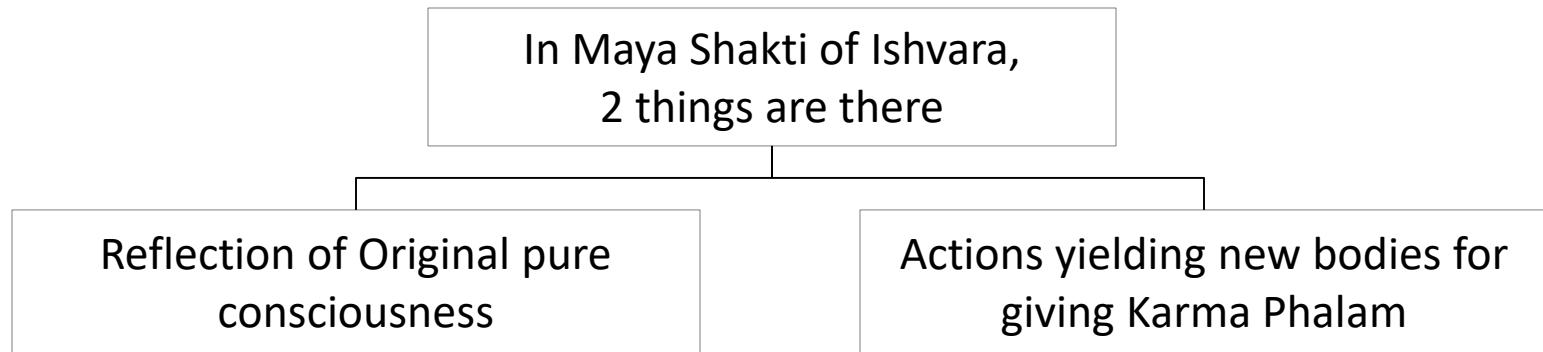 In Maya Shakti of Ishvara,
2 things are there
Reflection of Original pure
consciousness
Actions yielding new bodies for
giving Karma Phalam